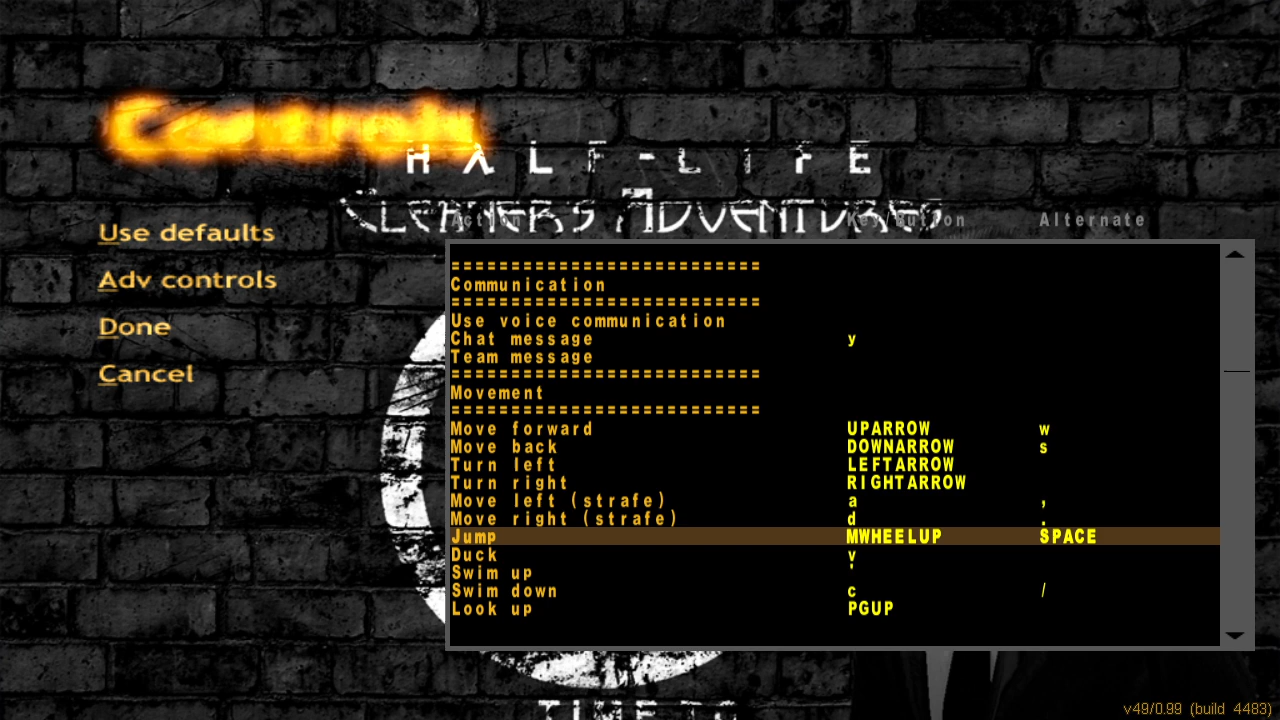 Controls
HALF-LIFE
CLEANER'S ADVENTURES
Action Key/Button Alternate
Use defaults
Adv controls
Done
Cancel
==========================
Communication
==========================
Use voice communication
Chat message y
Team message
==========================
Movement
==========================
Move forward UPARROW w
Move back DOWNARROW s
Turn left LEFTARROW
Turn right RIGHTARROW
Move left (strafe) a ,
Move right (strafe) d .
Jump MWHEELUP SPACE
Duck v
Swim up '
Swim down c /
Look up PGUP
TIME TO
v49/0.99 (build 4483)